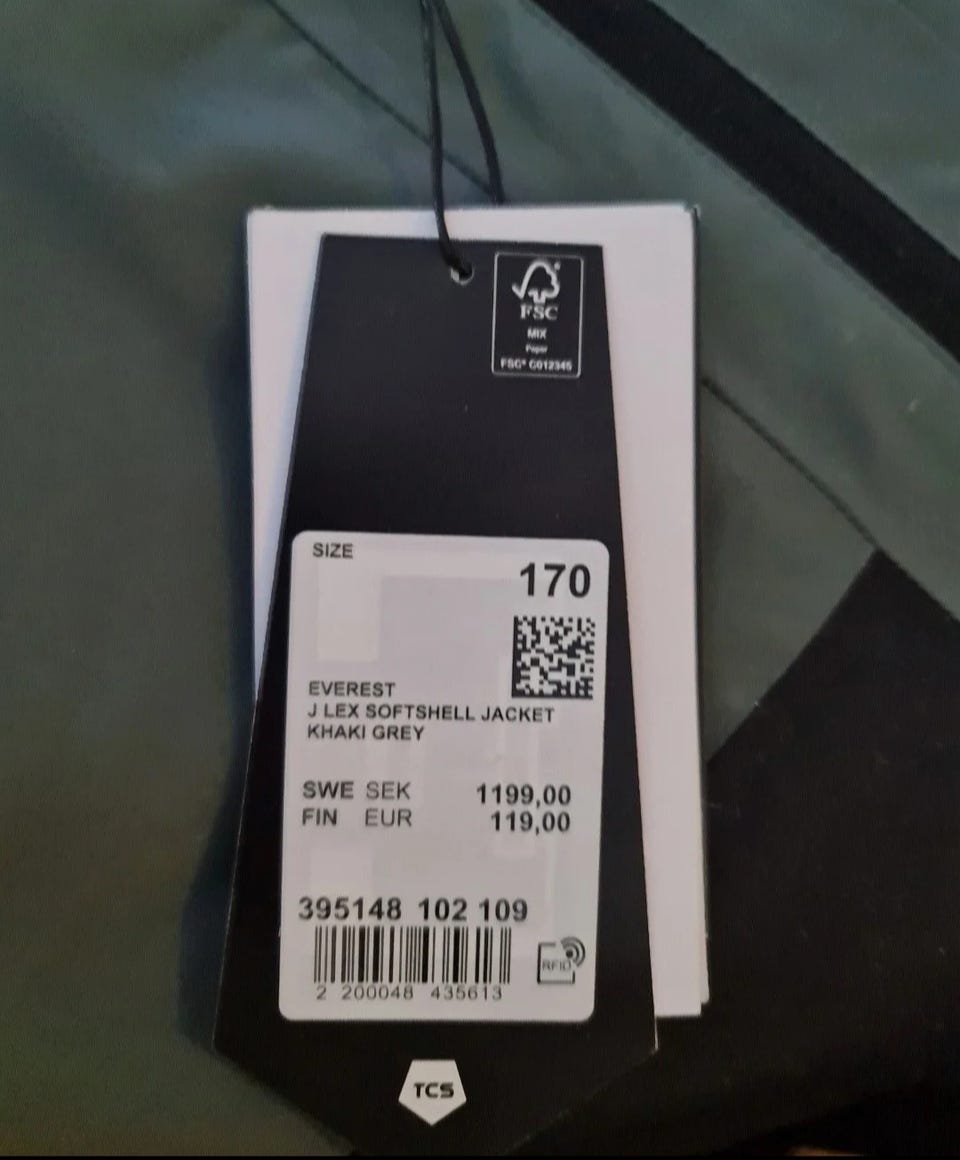 FSC
MIX
Paper
FSC® C012345
SIZE
170
EVEREST
J LEX SOFTSHELL JACKET
KHAKI GREY
SWE SEK 1199,00
FIN EUR 119,00
395148 102 109
RFID
2 200048 435613
TCS